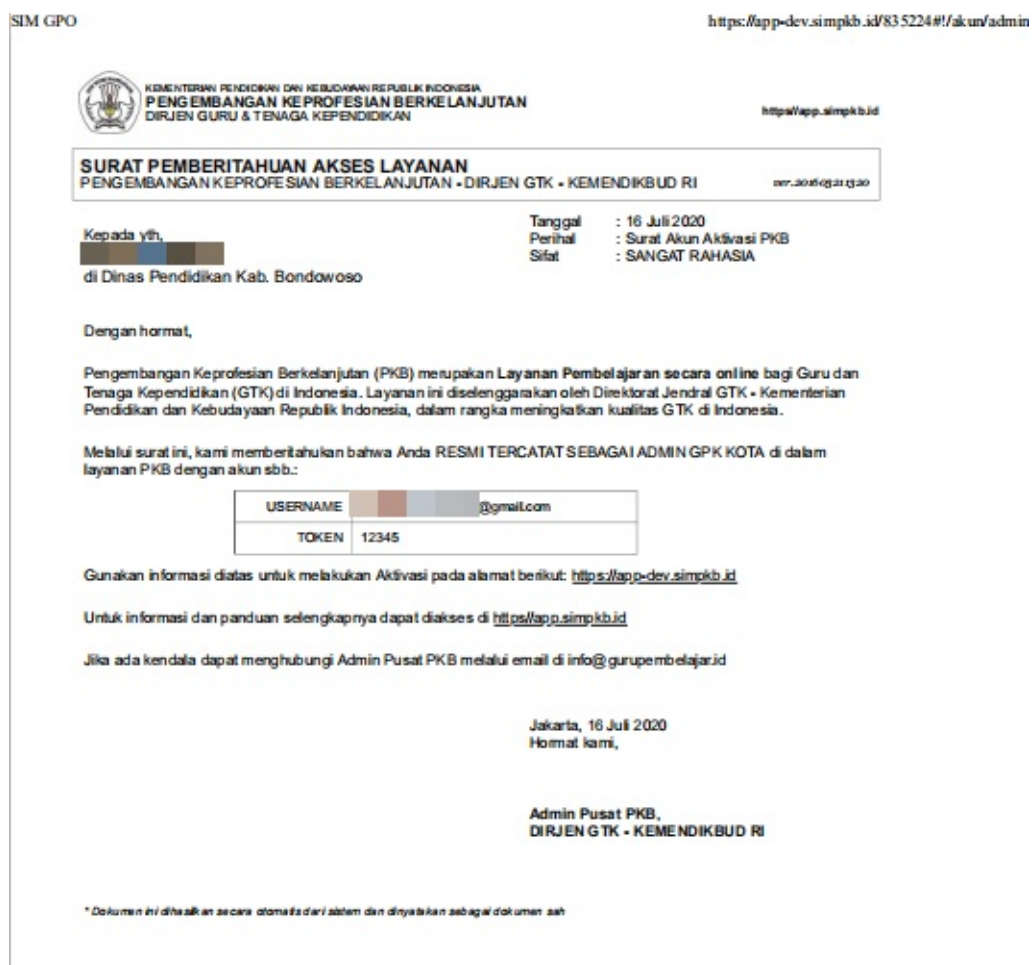 SIM GPO
https://app-dev.simpkb.id/835224#!/akun/admin
KEMENTERIAN PENDIDIKAN DAN KEBUDAYAAN REPUBLIK INDONESIA
PENGEMBANGAN KEPROFESIAN BERKELANJUTAN
DIRJEN GURU & TENAGA KEPENDIDIKAN
https//app.simpkb.id
SURAT PEMBERITAHUAN AKSES LAYANAN
PENGEMBANGAN KEPROFESIAN BERKELANJUTAN - DIRJEN GTK - KEMENDIKBUD RI
ver.201605211320
Kepada yth,
di Dinas Pendidikan Kab. Bondowoso
Tanggal : 16 Juli 2020
Perihal : Surat Akun Aktivasi PKB
Sifat : SANGAT RAHASIA
Dengan hormat,
Pengembangan Keprofesian Berkelanjutan (PKB) merupakan Layanan Pembelajaran secara online bagi Guru dan
Tenaga Kependidikan (GTK) di Indonesia. Layanan ini diselenggarakan oleh Direktorat Jendral GTK - Kementerian
Pendidikan dan Kebudayaan Republik Indonesia, dalam rangka meningkatkan kualitas GTK di Indonesia.
Melalui surat ini, kami memberitahukan bahwa Anda RESMI TERCATAT SEBAGAI ADMIN GPK KOTA di dalam
layanan PKB dengan akun sbb.:
USERNAME @gmail.com
TOKEN 12345
Gunakan informasi diatas untuk melakukan Aktivasi pada alamat berikut: https://app-dev.simpkb.id
Untuk informasi dan panduan selengkapnya dapat diakses di https//app.simpkb.id
Jika ada kendala dapat menghubungi Admin Pusat PKB melalui email di info@gurupembelajar.id
Jakarta, 16 Juli 2020
Hormat kami,
Admin Pusat PKB,
DIRJEN GTK - KEMENDIKBUD RI
* Dokumen ini dihasilkan secara otomatis dari sistem dan dinyatakan sebagai dokumen sah